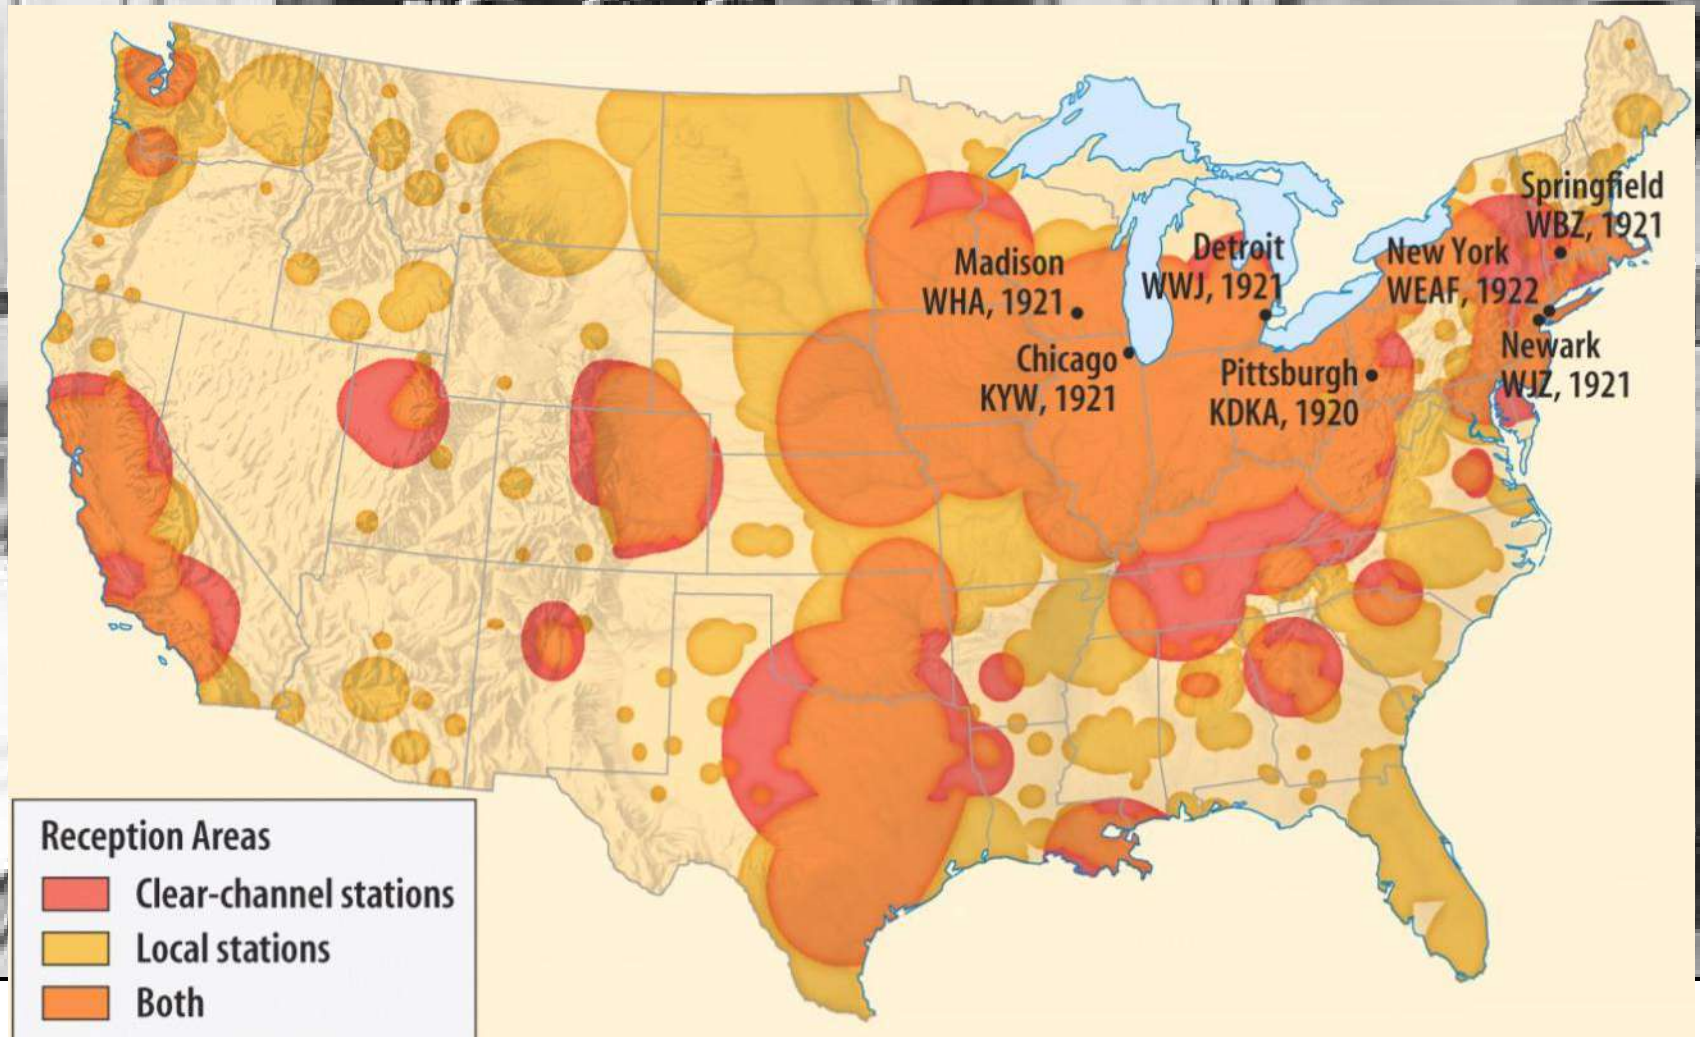 Springfield
WBZ, 1921
New York
WEAF, 1922
Detroit
WWJ, 1921
Madison
WHA, 1921
Newark
WJZ, 1921
Chicago
KYW, 1921
Pittsburgh
KDKA, 1920
Reception Areas
Clear-channel stations
Local stations
Both